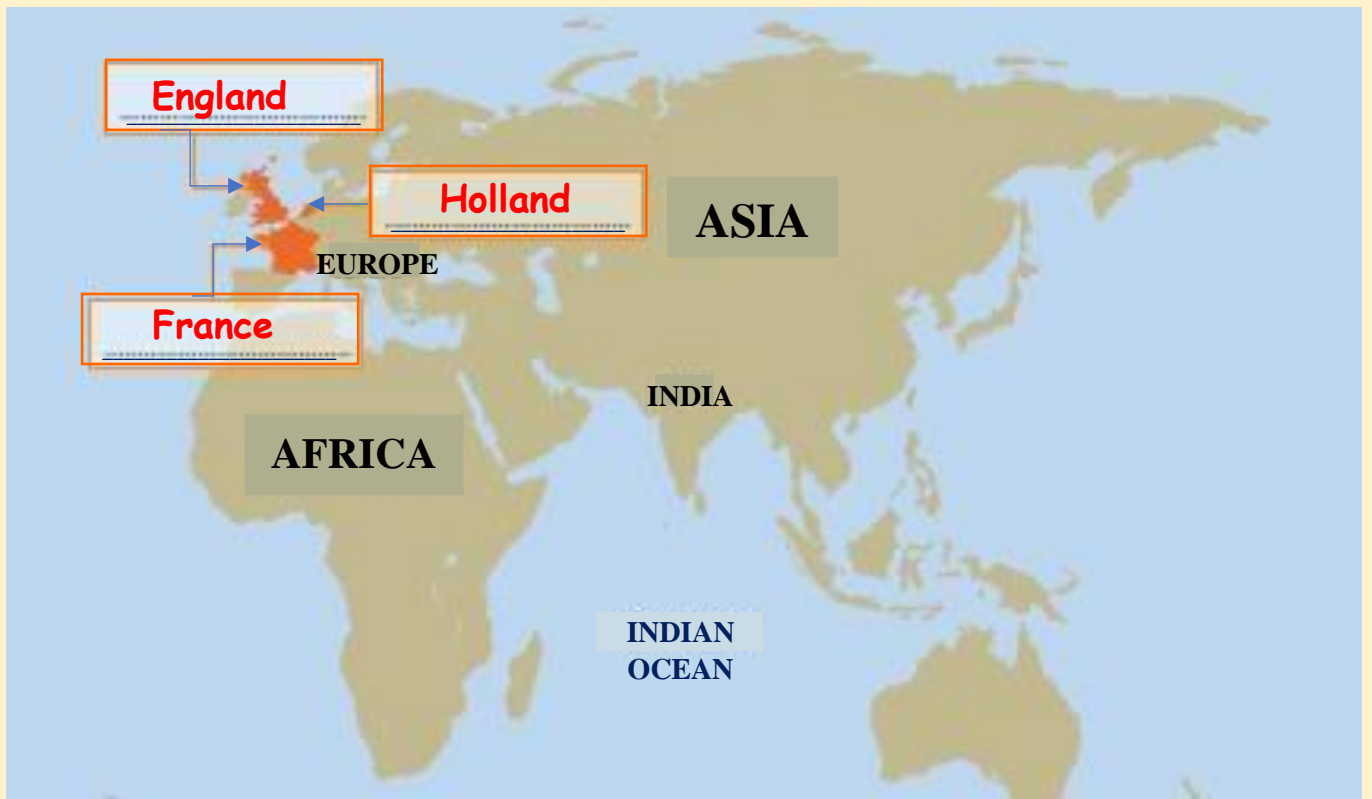 England
Holland
ASIA
EUROPE
France
INDIA
AFRICA
INDIAN
OCEAN